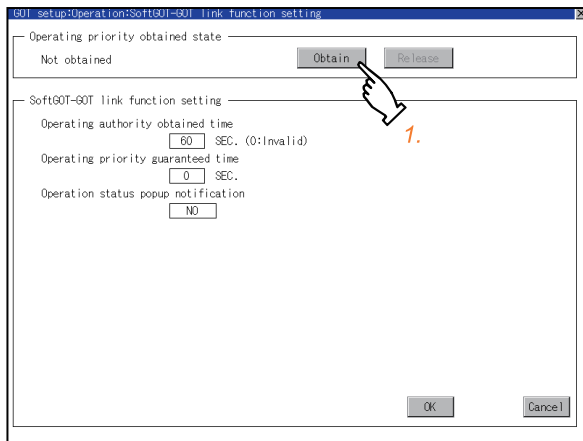 GOT setup:Operation:SoftGOT-GOT link function setting
Operating priority obtained state
Not obtained
Obtain
Release
1.
SoftGOT-GOT link function setting
Operating authority obtained time
60 SEC. (0:Invalid)
Operating priority guaranteed time
0 SEC.
Operation status popup notification
NO
OK
Cancel